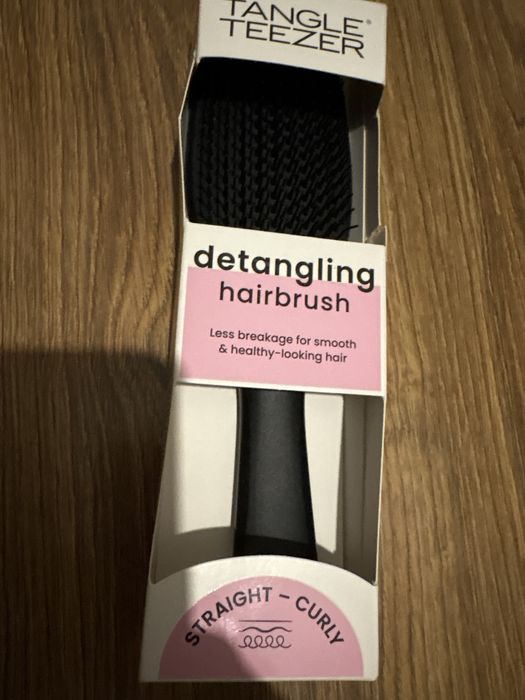 TANGLE
TEEZER®
detangling
hairbrush
Less breakage for smooth
& healthy-looking hair
STRAIGHT – CURLY